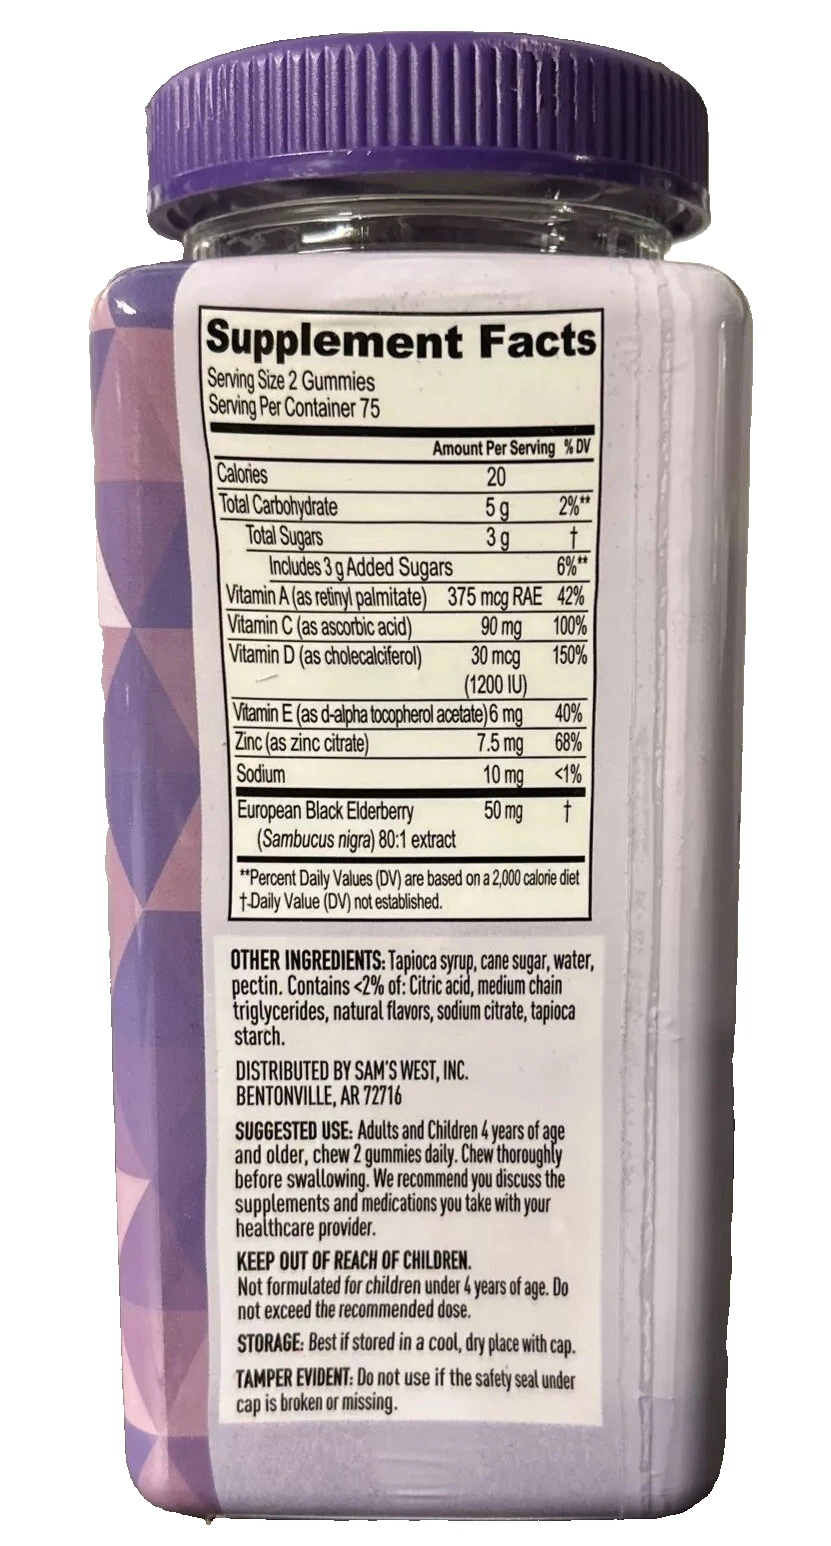 Supplement Facts
Serving Size 2 Gummies
Serving Per Container 75
Amount Per Serving % DV
Calories 20
Total Carbohydrate 5 g 2%**
Total Sugars 3 g †
Includes 3 g Added Sugars 6%**
Vitamin A (as retinyl palmitate) 375 mcg RAE 42%
Vitamin C (as ascorbic acid) 90 mg 100%
Vitamin D (as cholecalciferol) 30 mcg 150%
(1200 IU)
Vitamin E (as d-alpha tocopherol acetate) 6 mg 40%
Zinc (as zinc citrate) 7.5 mg 68%
Sodium 10 mg <1%
European Black Elderberry 50 mg †
(Sambucus nigra) 80:1 extract
**Percent Daily Values (DV) are based on a 2,000 calorie diet
†-Daily Value (DV) not established.
OTHER INGREDIENTS: Tapioca syrup, cane sugar, water,
pectin. Contains <2% of: Citric acid, medium chain
triglycerides, natural flavors, sodium citrate, tapioca
starch.
DISTRIBUTED BY SAM'S WEST, INC.
BENTONVILLE, AR 72716
SUGGESTED USE: Adults and Children 4 years of age
and older, chew 2 gummies daily. Chew thoroughly
before swallowing. We recommend you discuss the
supplements and medications you take with your
healthcare provider.
KEEP OUT OF REACH OF CHILDREN.
Not formulated for children under 4 years of age. Do
not exceed the recommended dose.
STORAGE: Best if stored in a cool, dry place with cap.
TAMPER EVIDENT: Do not use if the safety seal under
cap is broken or missing.